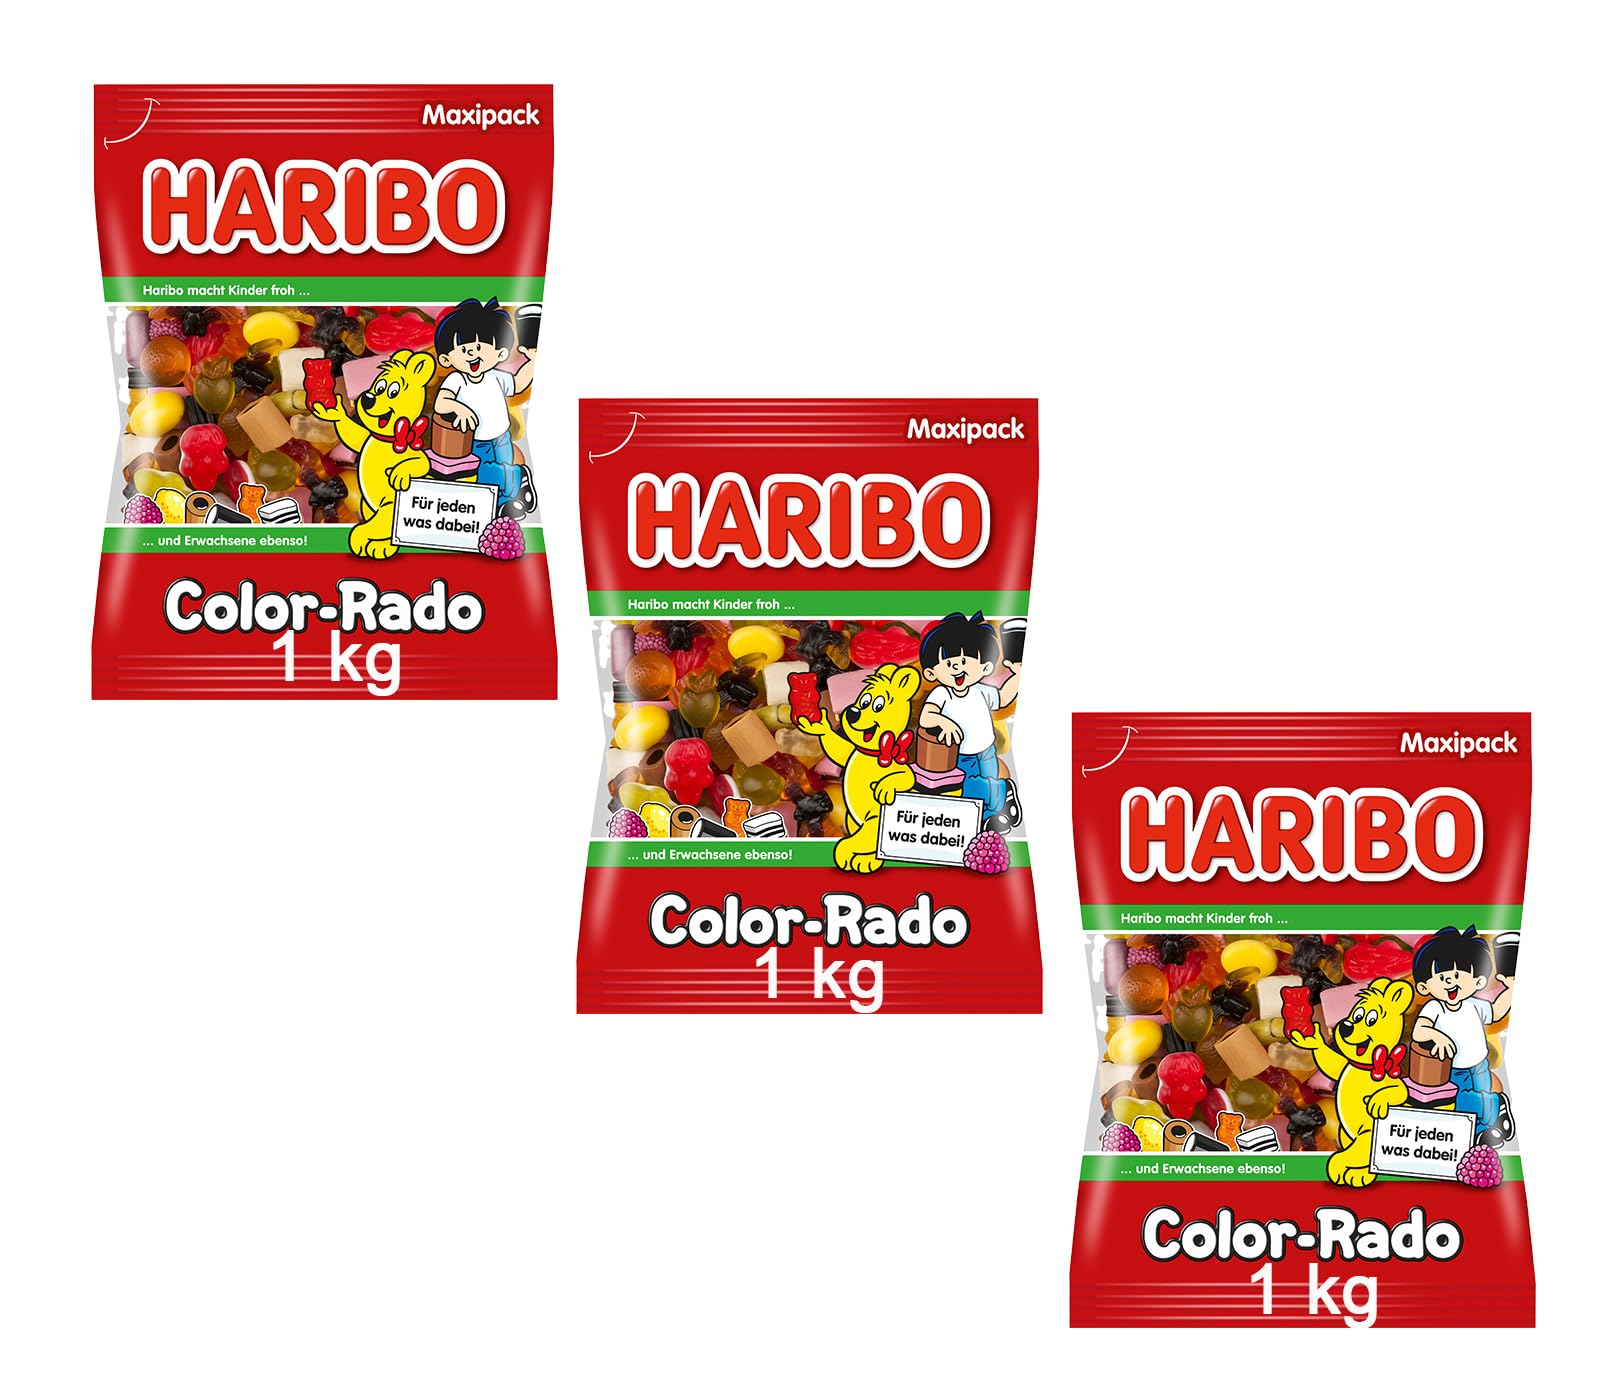 Maxipack
HARIBO
Haribo macht Kinder froh ...
Für jeden
was dabei!
... und Erwachsene ebenso!
Color-Rado
1 kg
Maxipack
HARIBO
Haribo macht Kinder froh ...
Für jeden
was dabei!
... und Erwachsene ebenso!
Color-Rado
1 kg
Maxipack
HARIBO
Haribo macht Kinder froh ...
Für jeden
was dabei!
... und Erwachsene ebenso!
Color-Rado
1 kg